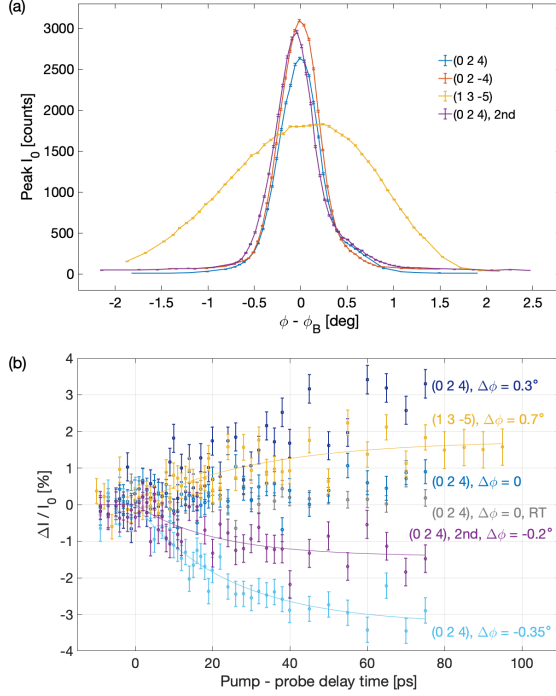 (a)
3000
2500
2000
1500
1000
500
0
Peak I0 [counts]
(0 2 4)
(0 2 -4)
(1 3 -5)
(0 2 4), 2nd
-2 -1 -0.5 0 0.5 1 2 2.5
ϕ - ϕB [deg]
(b)
4
3
2
1
0
-1
-2
-3
-4
ΔI / I0 [%]
(0 2 4), Δϕ = 0.3°
(1 3 -5), Δϕ = 0.7°
(0 2 4), Δϕ = 0
(0 2 4), Δϕ = 0, RT
(0 2 4), 2nd, Δϕ = -0.2°
(0 2 4), Δϕ = -0.35°
0 20 40 60 80 100
Pump - probe delay time [ps]